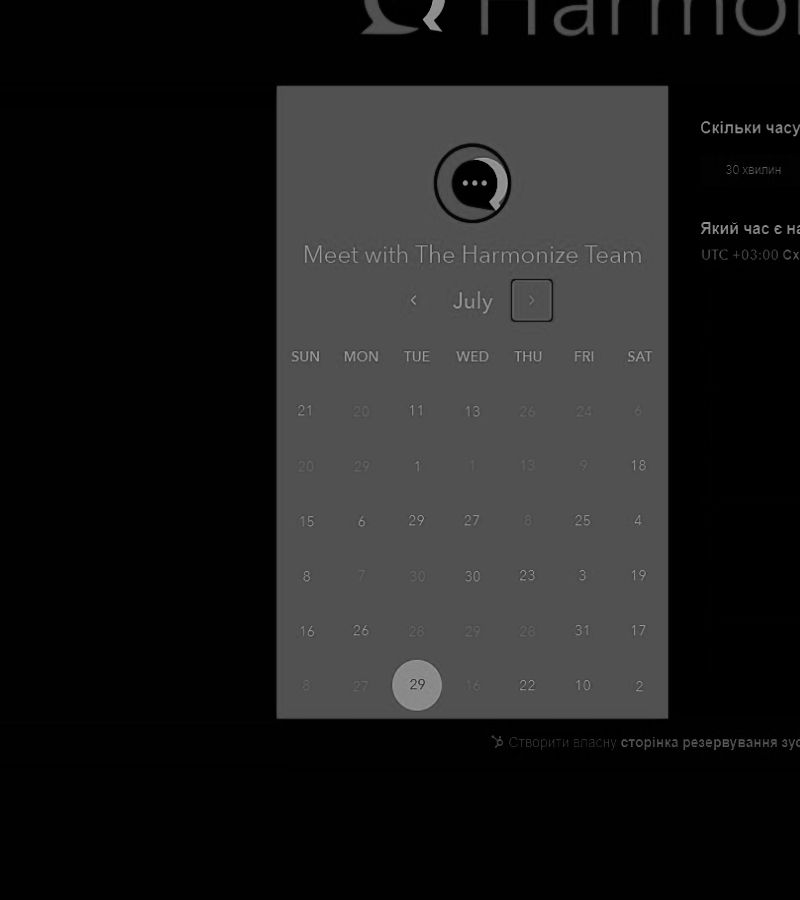 Harmoni
Скільки часу
30 хвилин
Meet with The Harmonize Team
Який час є на
UTC +03:00 Сх
July
SUN MON TUE WED THU FRI SAT
21 20 11 13 26 24 6
20 29 1 1 13 9 18
15 6 29 27 8 25 4
8 7 30 30 23 3 19
16 26 28 29 28 31 17
8 27 29 16 22 10 2
Створити власну сторінка резервування зус